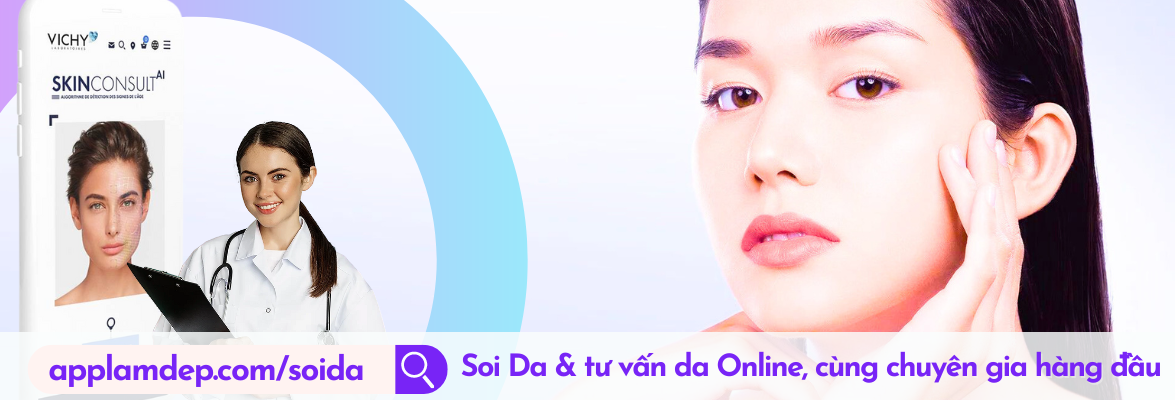 VICHY
LABORATOIRES
SKINCONSULT AI
ALGORITHME DE DÉTECTION DES SIGNES DE L'ÂGE
applamdep.com/soida
Soi Da & tư vấn da Online, cùng chuyên gia hàng đầu